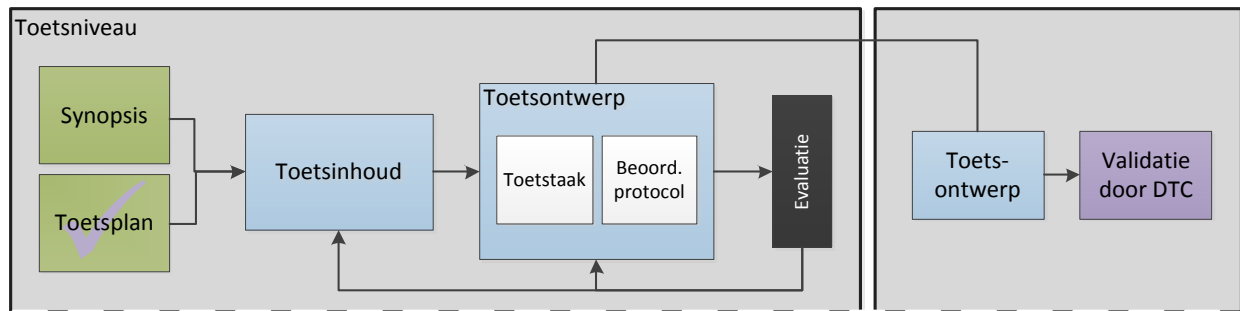 Toetsniveau
Synopsis
Toetsplan
Toetsinhoud
Toetsontwerp
Toetstaak
Beoord.
protocol
Evaluatie
Toets-
ontwerp
Validatie
door DTC